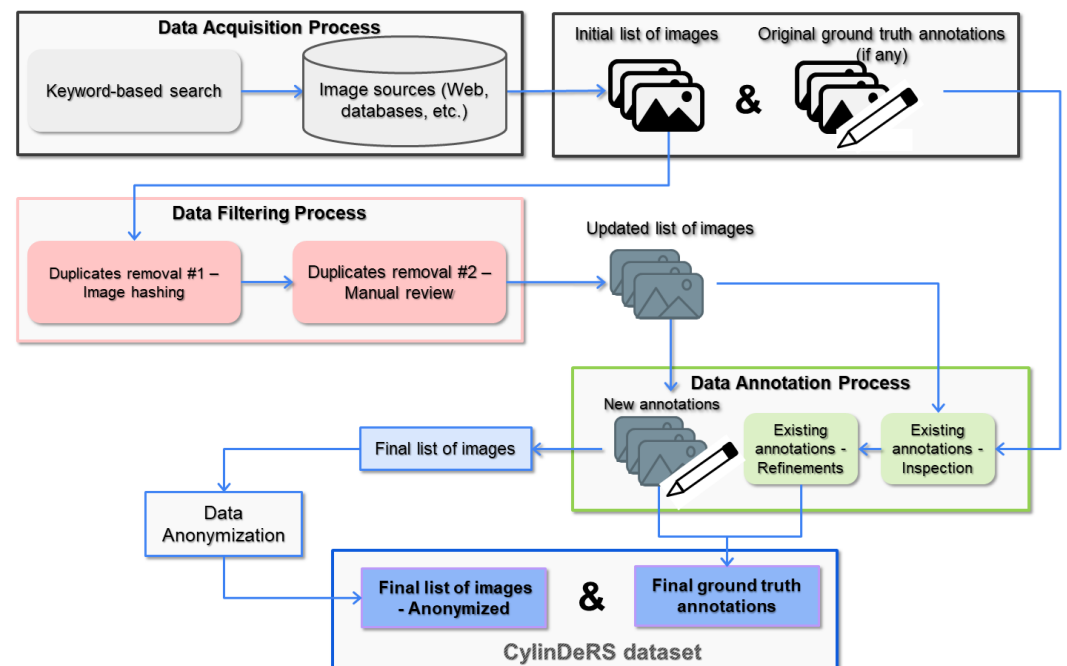 Data Acquisition Process
Keyword-based search
Image sources (Web,
databases, etc.)
Initial list of images
&
Original ground truth annotations
(if any)
Data Filtering Process
Duplicates removal #1 –
Image hashing
Duplicates removal #2 –
Manual review
Updated list of images
Data Annotation Process
New annotations
Existing
annotations -
Refinements
Existing
annotations -
Inspection
Final list of images
Data
Anonymization
Final list of images
- Anonymized
&
Final ground truth
annotations
CylinDeRS dataset